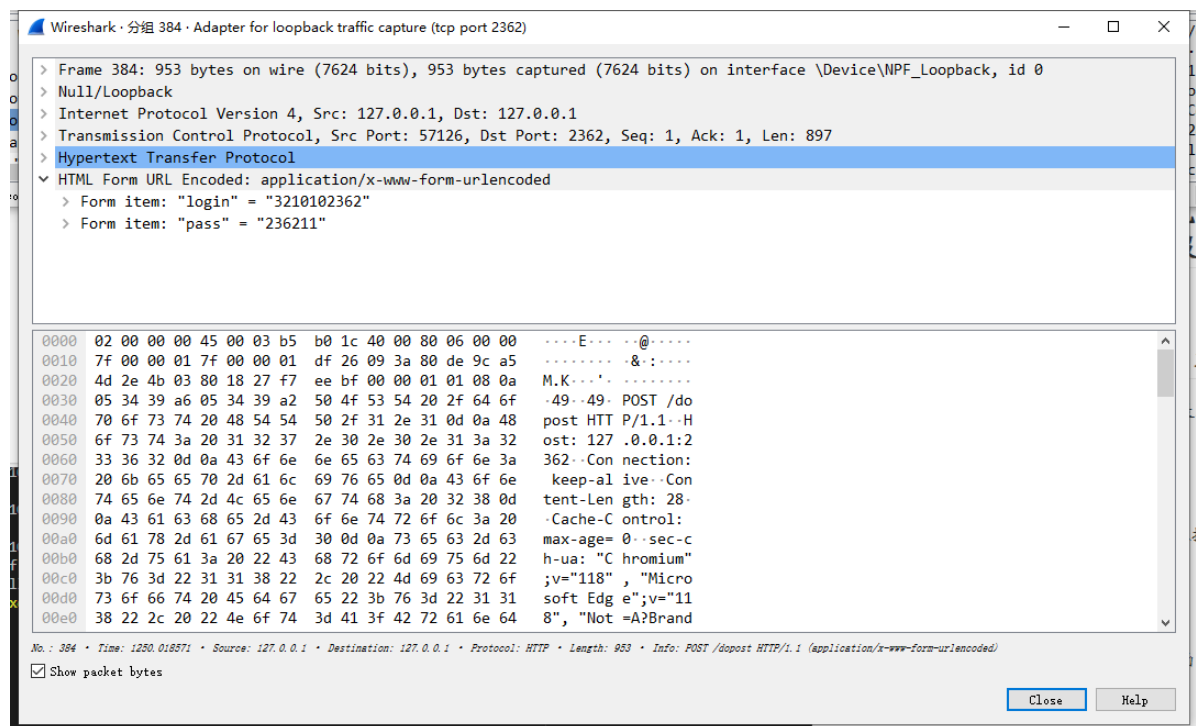 Wireshark · 分组 384 · Adapter for loopback traffic capture (tcp port 2362)
> Frame 384: 953 bytes on wire (7624 bits), 953 bytes captured (7624 bits) on interface \Device\NPF_Loopback, id 0
> Null/Loopback
> Internet Protocol Version 4, Src: 127.0.0.1, Dst: 127.0.0.1
> Transmission Control Protocol, Src Port: 57126, Dst Port: 2362, Seq: 1, Ack: 1, Len: 897
> Hypertext Transfer Protocol
HTML Form URL Encoded: application/x-www-form-urlencoded
> Form item: "login" = "3210102362"
> Form item: "pass" = "236211"
0000 02 00 00 00 45 00 03 b5 b0 1c 40 00 80 06 00 00 ····E··· ··@·····
0010 7f 00 00 01 7f 00 00 01 df 26 09 3a 80 de 9c a5 ········ ·&·:····
0020 4d 2e 4b 03 80 18 27 f7 ee bf 00 00 01 01 08 0a M.K···'· ········
0030 05 34 39 a6 05 34 39 a2 50 4f 53 54 20 2f 64 6f ·49··49· POST /do
0040 70 6f 73 74 20 48 54 54 50 2f 31 2e 31 0d 0a 48 post HTT P/1.1··H
0050 6f 73 74 3a 20 31 32 37 2e 30 2e 30 2e 31 3a 32 ost: 127 .0.0.1:2
0060 33 36 32 0d 0a 43 6f 6e 6e 65 63 74 69 6f 6e 3a 362··Con nection:
0070 20 6b 65 65 70 2d 61 6c 69 76 65 0d 0a 43 6f 6e keep-al ive··Con
0080 74 65 6e 74 2d 4c 65 6e 67 74 68 3a 20 32 38 0d tent-Len gth: 28·
0090 0a 43 61 63 68 65 2d 43 6f 6e 74 72 6f 6c 3a 20 ·Cache-C ontrol:
00a0 6d 61 78 2d 61 67 65 3d 30 0d 0a 73 65 63 2d 63 max-age= 0··sec-c
00b0 68 2d 75 61 3a 20 22 43 68 72 6f 6d 69 75 6d 22 h-ua: "C hromium"
00c0 3b 76 3d 22 31 31 38 22 2c 20 22 4d 69 63 72 6f ;v="118" , "Micro
00d0 73 6f 66 74 20 45 64 67 65 22 3b 76 3d 22 31 31 soft Edg e";v="11
00e0 38 22 2c 20 22 4e 6f 74 3d 41 3f 42 72 61 6e 64 8", "Not =A?Brand
No.: 384 · Time: 1250.018571 · Source: 127.0.0.1 · Destination: 127.0.0.1 · Protocol: HTTP · Length: 953 · Info: POST /dopost HTTP/1.1 (application/x-www-form-urlencoded)
Show packet bytes
Close Help